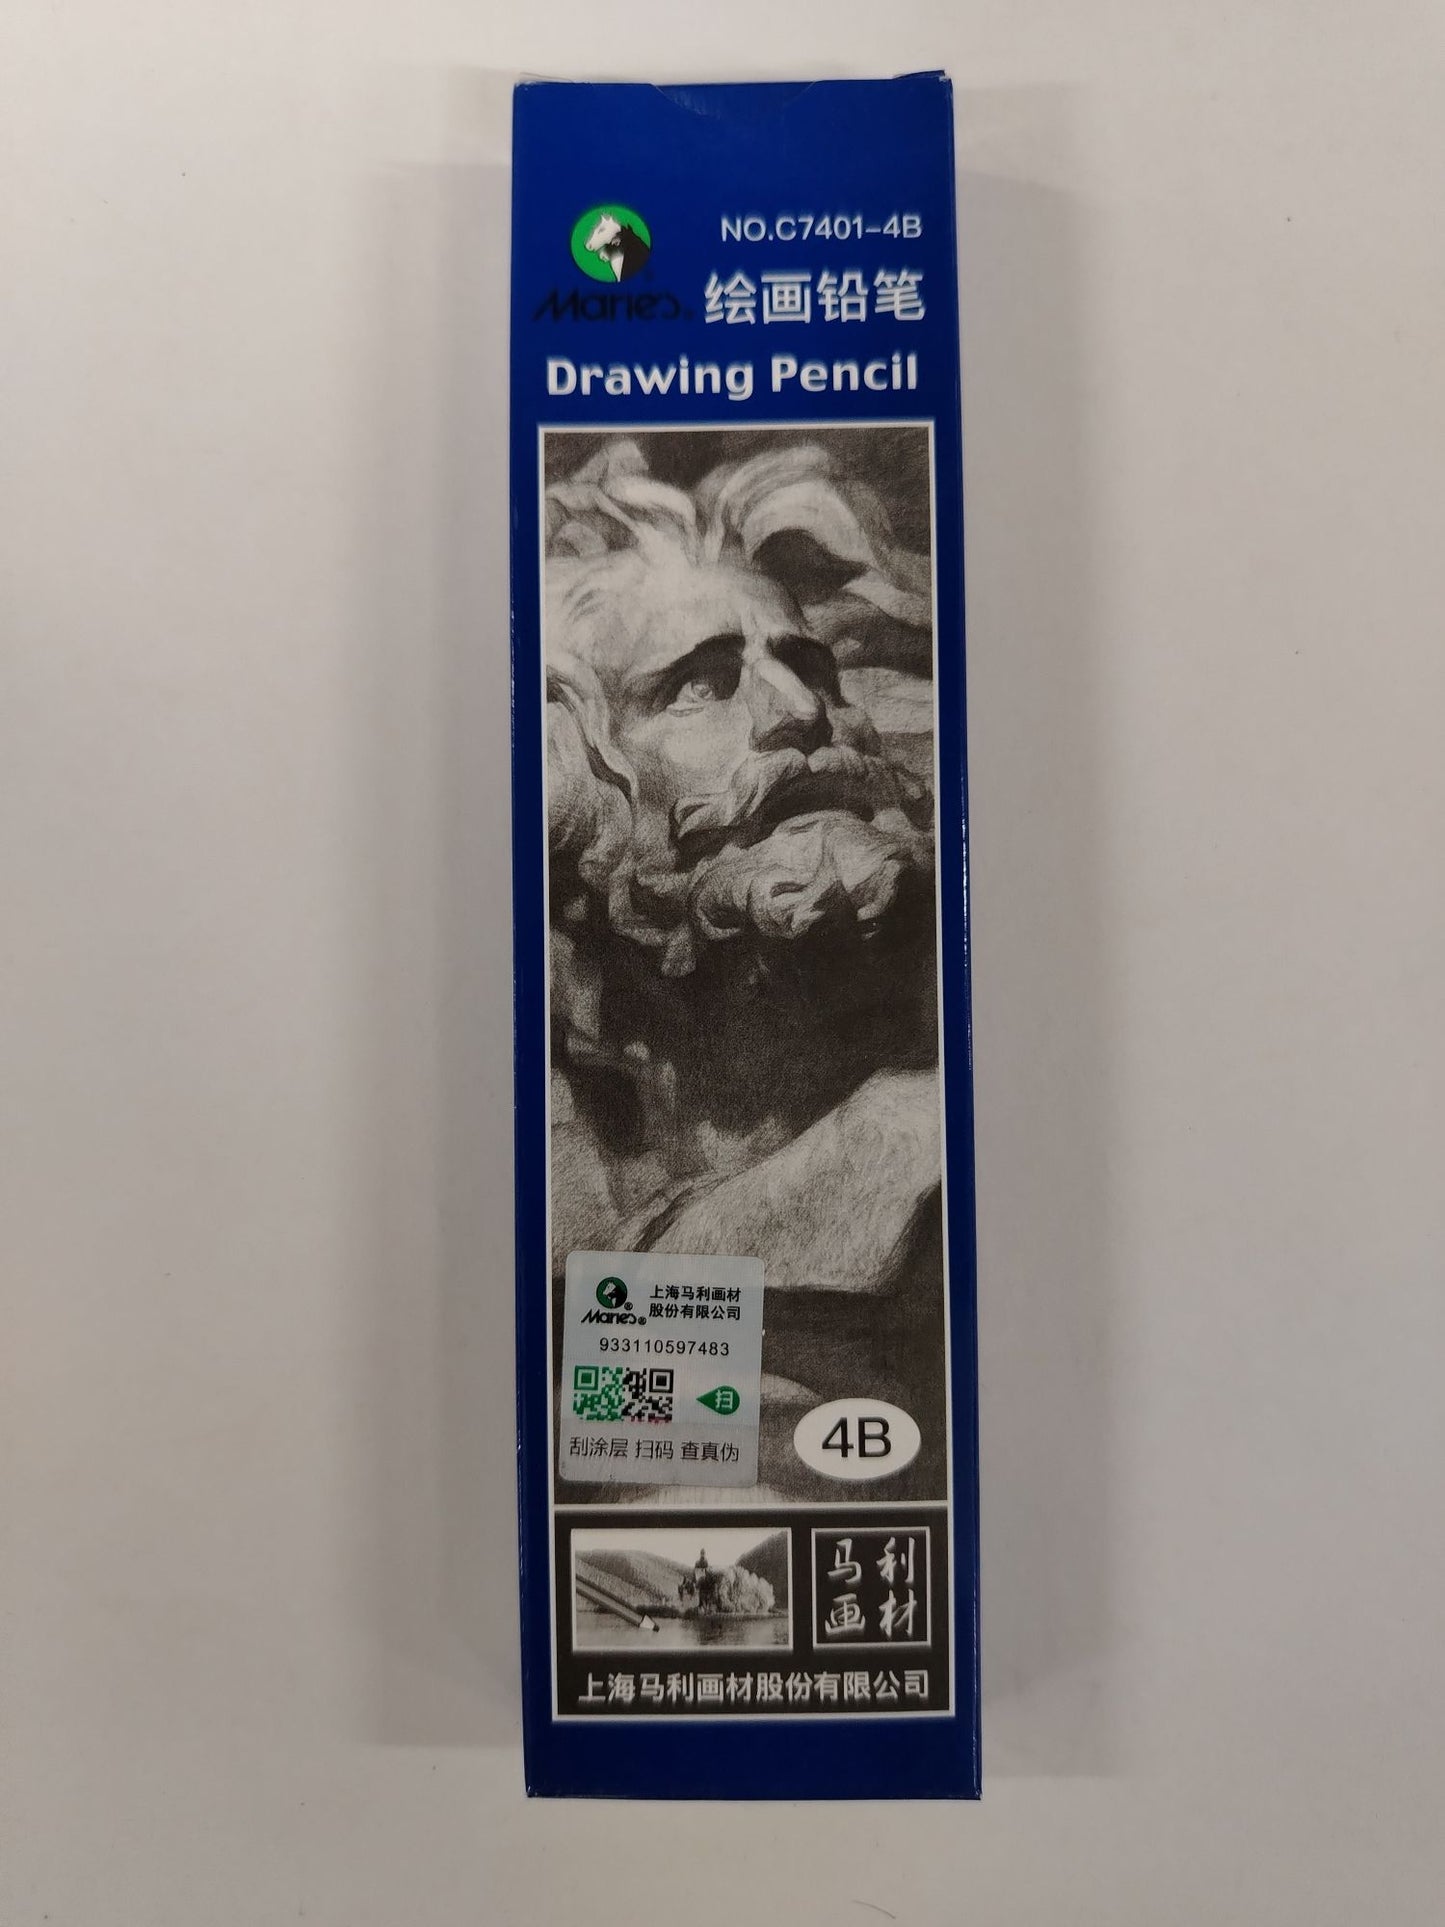 NO.C7401-4B
Marie's®
绘画铅笔
Drawing Pencil
Marie's®
上海马利画材
股份有限公司
933110597483
扫
刮涂层 扫码 查真伪
4B
马利
画材
上海马利画材股份有限公司